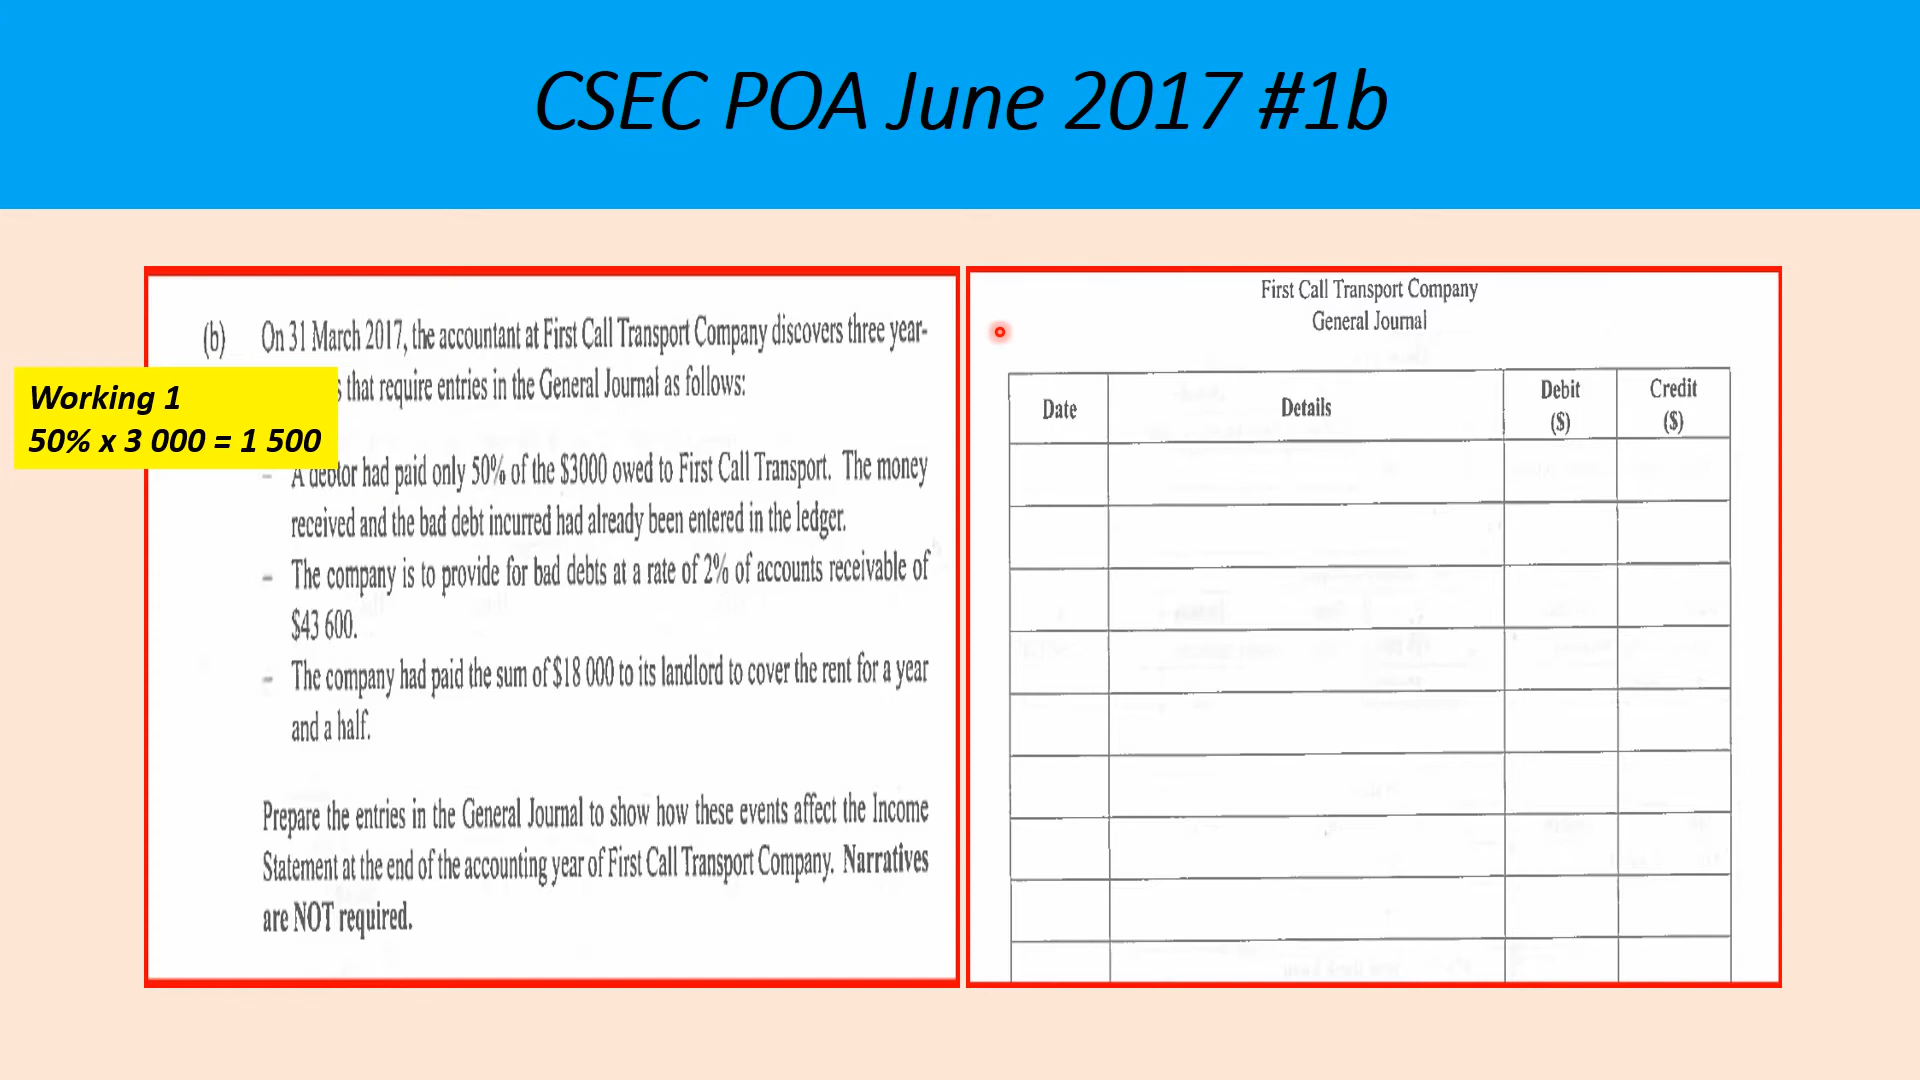 CSEC POA June 2017 #1b
(b) On 31 March 2017, the accountant at First Call Transport Company discovers three year-
s that require entries in the General Journal as follows:
Working 1
50% x 3 000 = 1 500
- A debtor had paid only 50% of the $3000 owed to First Call Transport. The money
received and the bad debt incurred had already been entered in the ledger.
- The company is to provide for bad debts at a rate of 2% of accounts receivable of
$43 600.
- The company had paid the sum of $18 000 to its landlord to cover the rent for a year
and a half.
Prepare the entries in the General Journal to show how these events affect the Income
Statement at the end of the accounting year of First Call Transport Company. Narratives
are NOT required.
First Call Transport Company
General Journal
Date Details Debit ($) Credit ($)